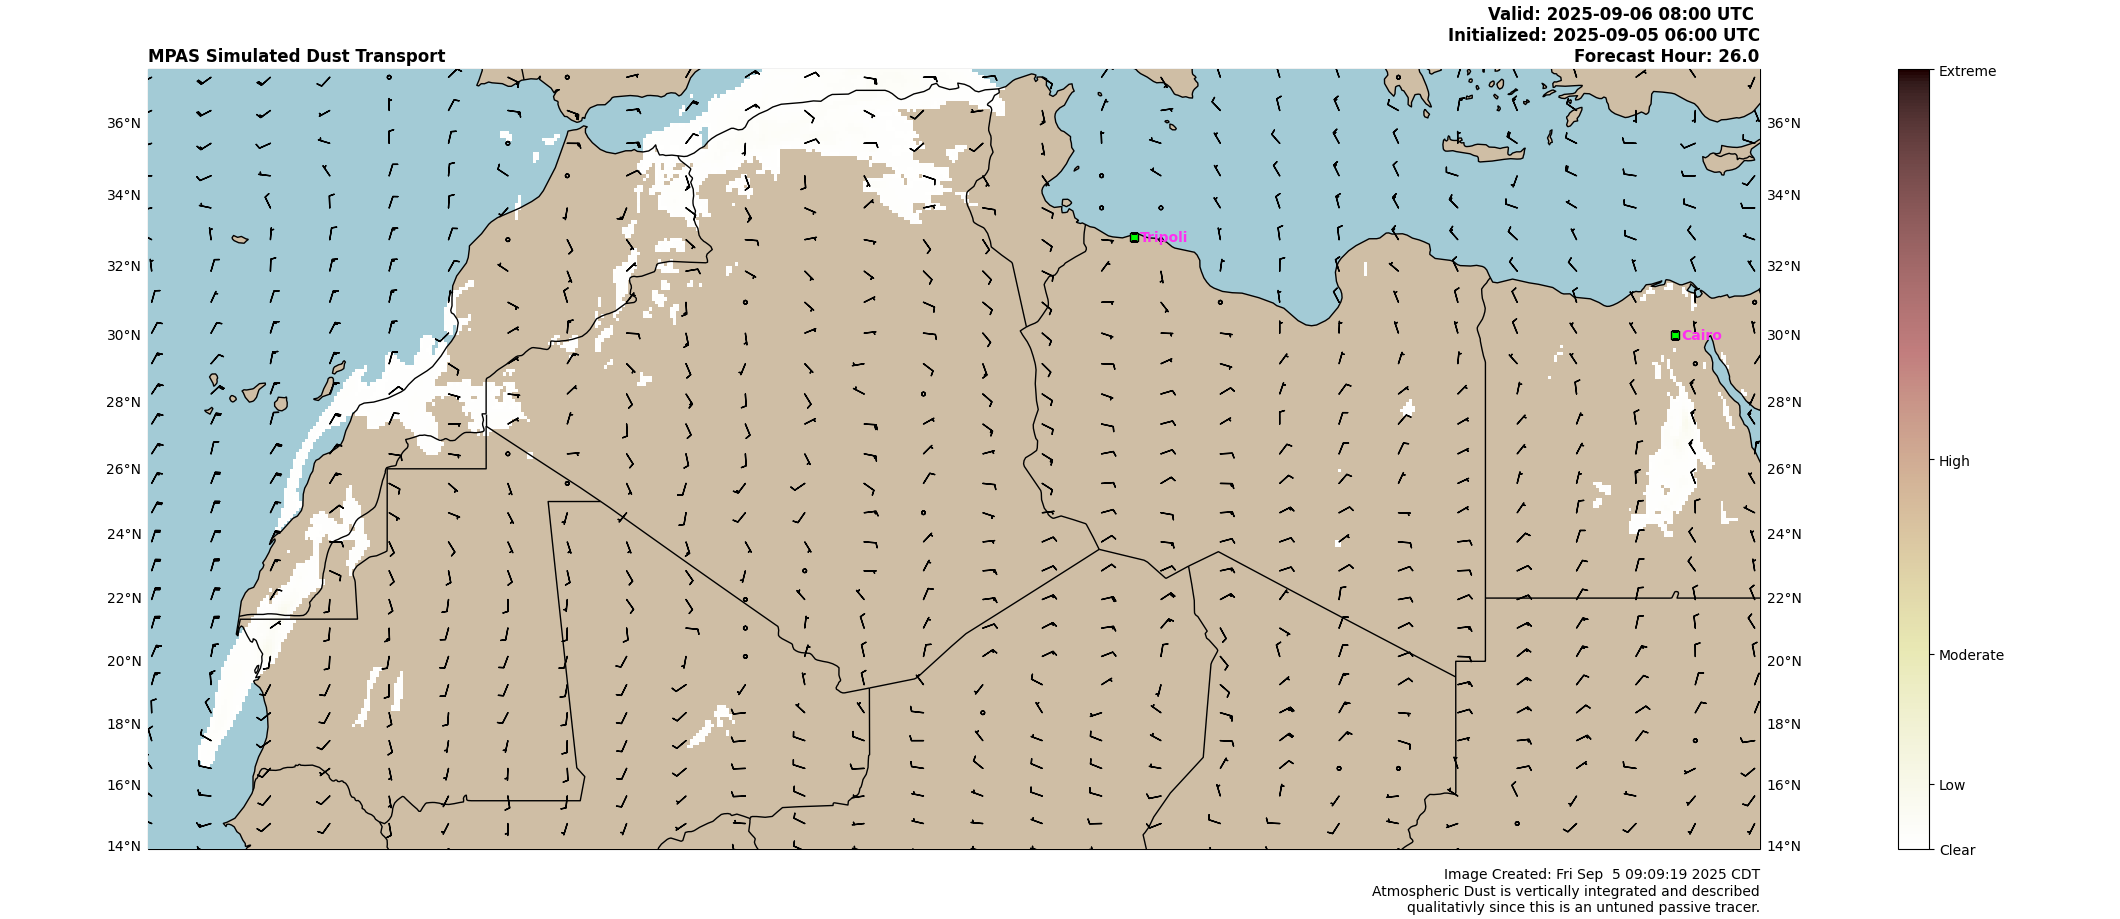 Valid: 2025-09-06 08:00 UTC
Initialized: 2025-09-05 06:00 UTC
MPAS Simulated Dust Transport
Forecast Hour: 26.0
Extreme
36°N
36°N
34°N
34°N
Tripoli
32°N
32°N
30°N
Cairo
30°N
28°N
28°N
26°N
26°N
High
24°N
24°N
22°N
22°N
20°N
20°N
Moderate
18°N
18°N
16°N
16°N
Low
14°N
14°N
Clear
Image Created: Fri Sep  5 09:09:19 2025 CDT
Atmospheric Dust is vertically integrated and described
qualitativly since this is an untuned passive tracer.